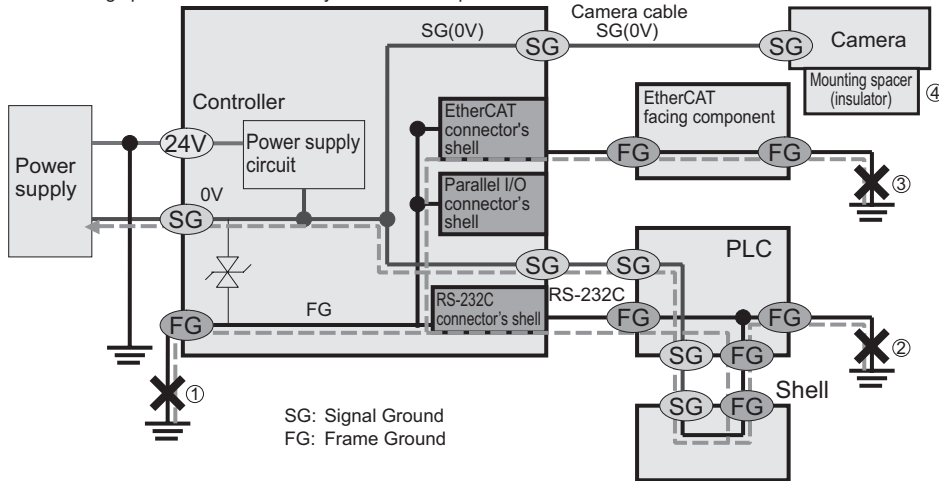 Camera cable
SG(0V)
SG
SG(0V)
SG
Camera
Mounting spacer
(insulator)
④
Controller
EtherCAT
connector's
shell
EtherCAT
facing component
24V
Power supply
circuit
FG
FG
Power
supply
0V
Parallel I/O
connector's
shell
③
SG
PLC
SG
SG
RS-232C
FG
RS-232C
connector's shell
FG
FG
FG
②
SG
FG
①
Shell
SG
FG
SG: Signal Ground
FG: Frame Ground